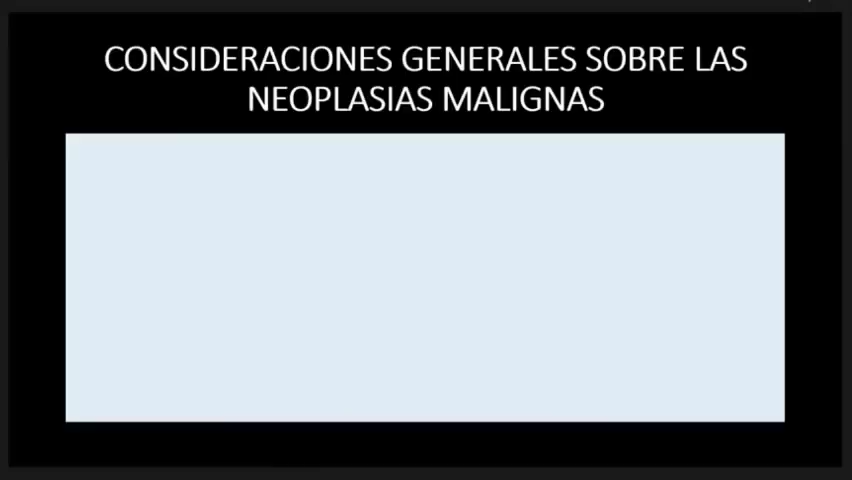 CONSIDERACIONES GENERALES SOBRE LAS
NEOPLASIAS MALIGNAS